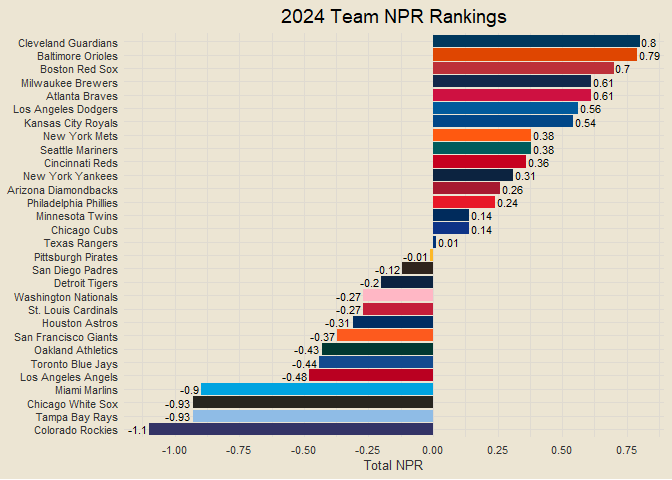 2024 Team NPR Rankings
Cleveland Guardians 0.8
Baltimore Orioles 0.79
Boston Red Sox 0.7
Milwaukee Brewers 0.61
Atlanta Braves 0.61
Los Angeles Dodgers 0.56
Kansas City Royals 0.54
New York Mets 0.38
Seattle Mariners 0.38
Cincinnati Reds 0.36
New York Yankees 0.31
Arizona Diamondbacks 0.26
Philadelphia Phillies 0.24
Minnesota Twins 0.14
Chicago Cubs 0.14
Texas Rangers 0.01
Pittsburgh Pirates -0.01
San Diego Padres -0.12
Detroit Tigers -0.2
Washington Nationals -0.27
St. Louis Cardinals -0.27
Houston Astros -0.31
San Francisco Giants -0.37
Oakland Athletics -0.43
Toronto Blue Jays -0.44
Los Angeles Angels -0.48
Miami Marlins -0.9
Chicago White Sox -0.93
Tampa Bay Rays -0.93
Colorado Rockies -1.1
-1.00 -0.75 -0.50 -0.25 0.00 0.25 0.50 0.75
Total NPR